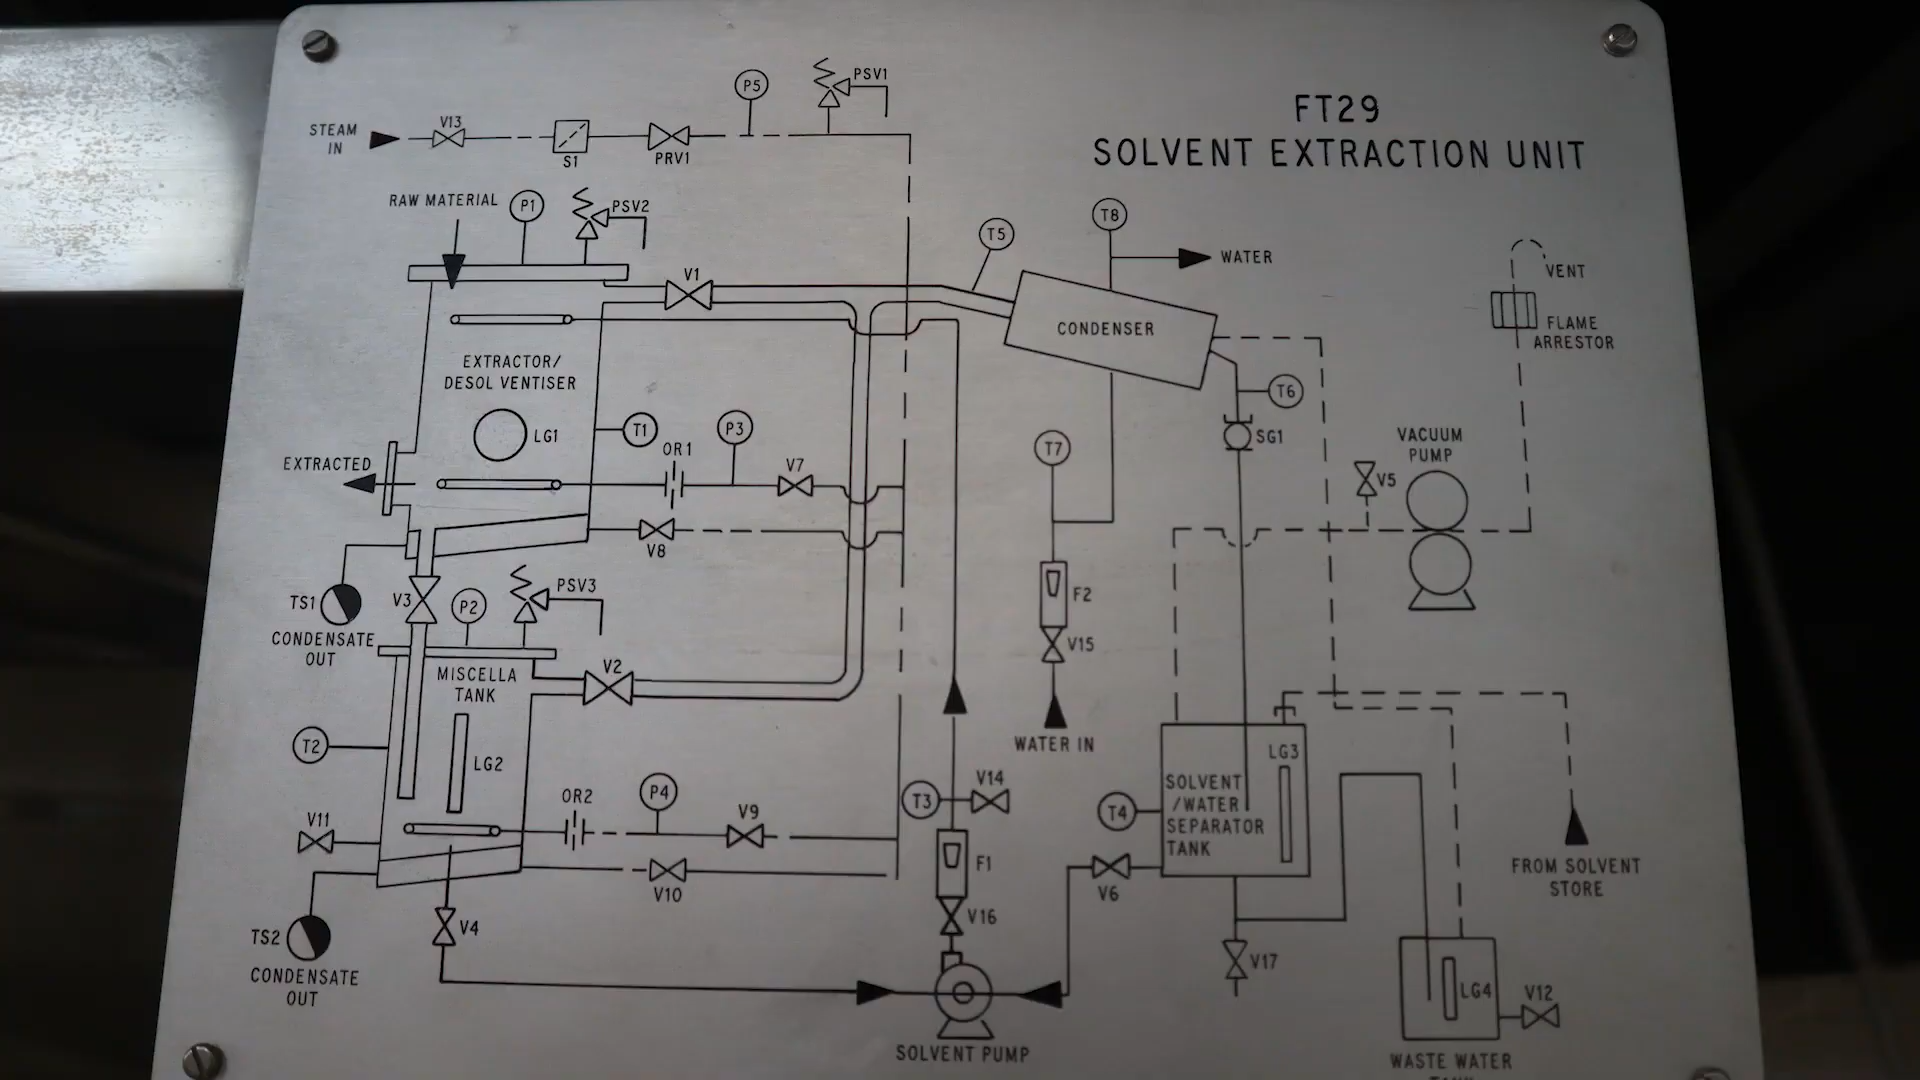 FT29
SOLVENT EXTRACTION UNIT
STEAM
IN
V13
S1
PRV1
P5
PSV1
RAW MATERIAL
P1
PSV2
V1
T5
T8
WATER
CONDENSER
VENT
FLAME
ARRESTOR
EXTRACTOR/
DESOL VENTISER
LG1
T1
OR1
P3
V7
EXTRACTED
V8
T6
SG1
T7
VACUUM
PUMP
V5
F2
V15
WATER IN
TS1
CONDENSATE
OUT
V3
P2
PSV3
MISCELLA
TANK
V2
T2
LG2
OR2
P4
V9
V11
V10
T3
V14
F1
V16
T4
SOLVENT
/WATER
SEPARATOR
TANK
LG3
V6
FROM SOLVENT
STORE
TS2
CONDENSATE
OUT
V4
V17
LG4
V12
SOLVENT PUMP
WASTE WATER
TANK